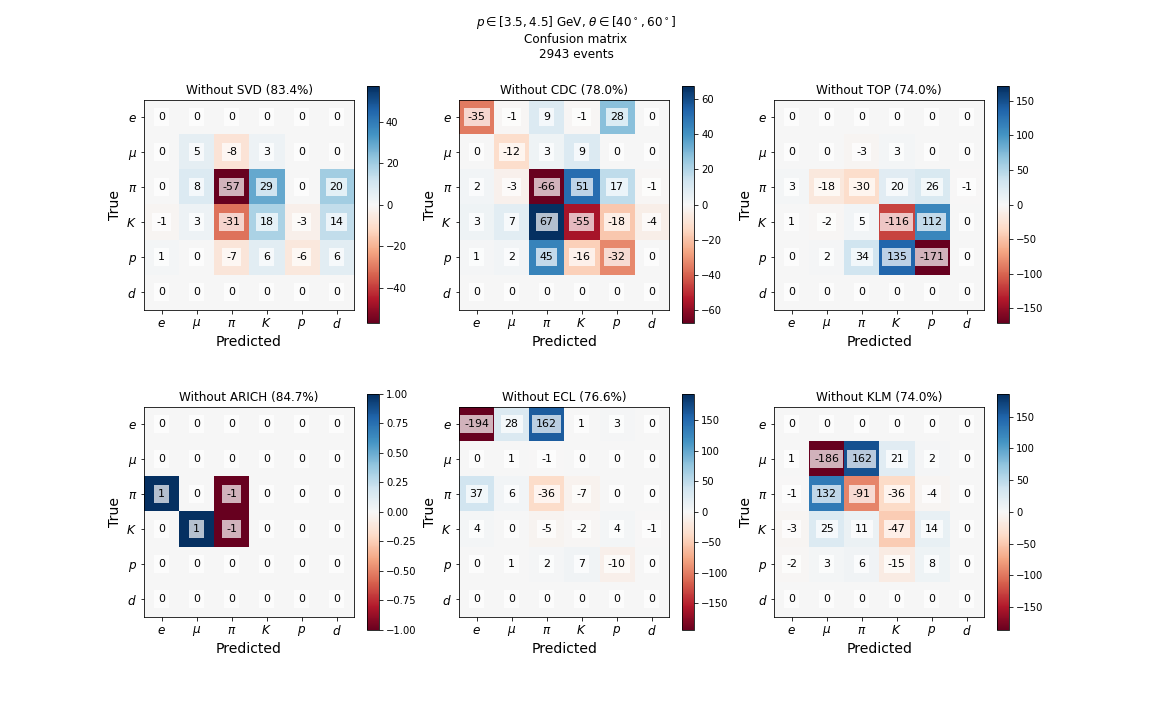 p ∈ [3.5, 4.5] GeV, θ ∈ [40°, 60°]
Confusion matrix
2943 events
Without SVD (83.4%)
True
e 0 0 0 0 0 0
μ 0 5 -8 3 0 0
π 0 8 -57 29 0 20
K -1 3 -31 18 -3 14
p 1 0 -7 6 -6 6
d 0 0 0 0 0 0
e μ π K p d
Predicted
40
20
0
−20
−40
Without CDC (78.0%)
True
e -35 -1 9 -1 28 0
μ 0 -12 3 9 0 0
π 2 -3 -66 51 17 -1
K 3 7 67 -55 -18 -4
p 1 2 45 -16 -32 0
d 0 0 0 0 0 0
e μ π K p d
Predicted
60
40
20
0
−20
−40
−60
Without TOP (74.0%)
True
e 0 0 0 0 0 0
μ 0 0 -3 3 0 0
π 3 -18 -30 20 26 -1
K 1 -2 5 -116 112 0
p 0 2 34 135 -171 0
d 0 0 0 0 0 0
e μ π K p d
Predicted
150
100
50
0
−50
−100
−150
Without ARICH (84.7%)
True
e 0 0 0 0 0 0
μ 0 0 0 0 0 0
π 1 0 -1 0 0 0
K 0 1 -1 0 0 0
p 0 0 0 0 0 0
d 0 0 0 0 0 0
e μ π K p d
Predicted
1.00
0.75
0.50
0.25
0.00
−0.25
−0.50
−0.75
−1.00
Without ECL (76.6%)
True
e -194 28 162 1 3 0
μ 0 1 -1 0 0 0
π 37 6 -36 -7 0 0
K 4 0 -5 -2 4 -1
p 0 1 2 7 -10 0
d 0 0 0 0 0 0
e μ π K p d
Predicted
150
100
50
0
−50
−100
−150
Without KLM (74.0%)
True
e 0 0 0 0 0 0
μ 1 -186 162 21 2 0
π -1 132 -91 -36 -4 0
K -3 25 11 -47 14 0
p -2 3 6 -15 8 0
d 0 0 0 0 0 0
e μ π K p d
Predicted
150
100
50
0
−50
−100
−150